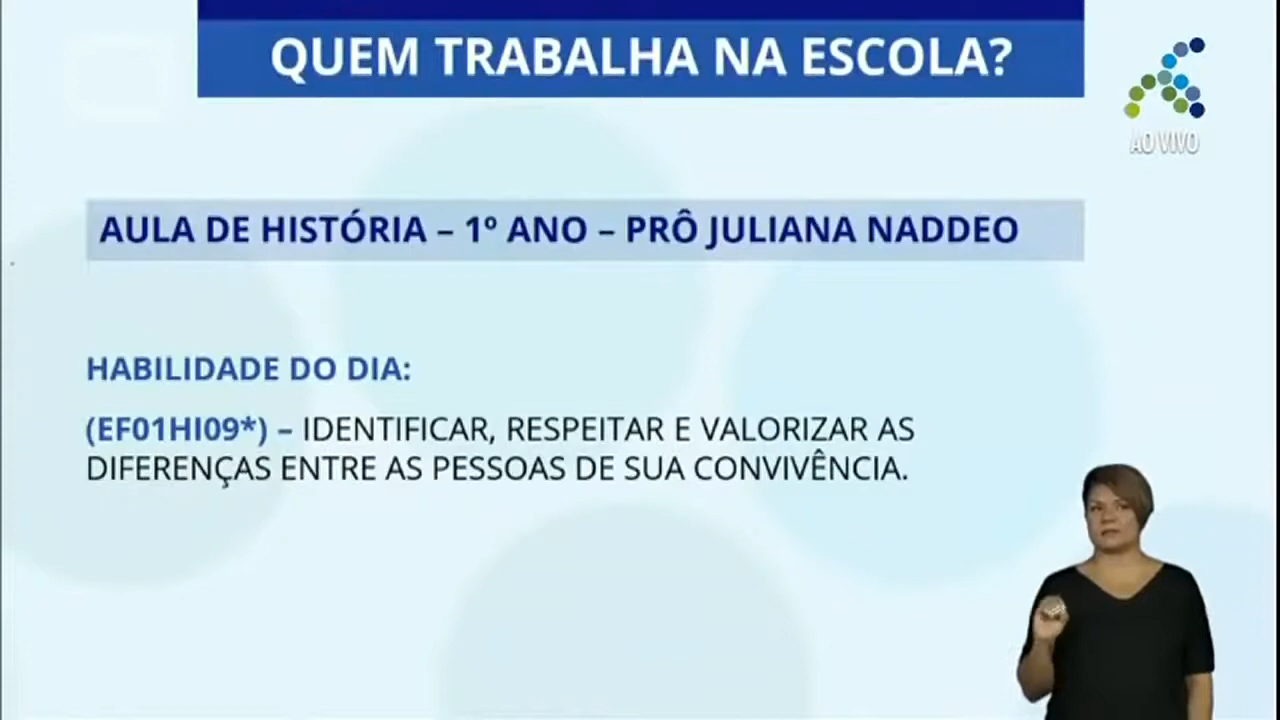 QUEM TRABALHA NA ESCOLA?
AO VIVO
AULA DE HISTÓRIA – 1º ANO – PRÔ JULIANA NADDEO
HABILIDADE DO DIA:
(EF01HI09*) – IDENTIFICAR, RESPEITAR E VALORIZAR AS
DIFERENÇAS ENTRE AS PESSOAS DE SUA CONVIVÊNCIA.